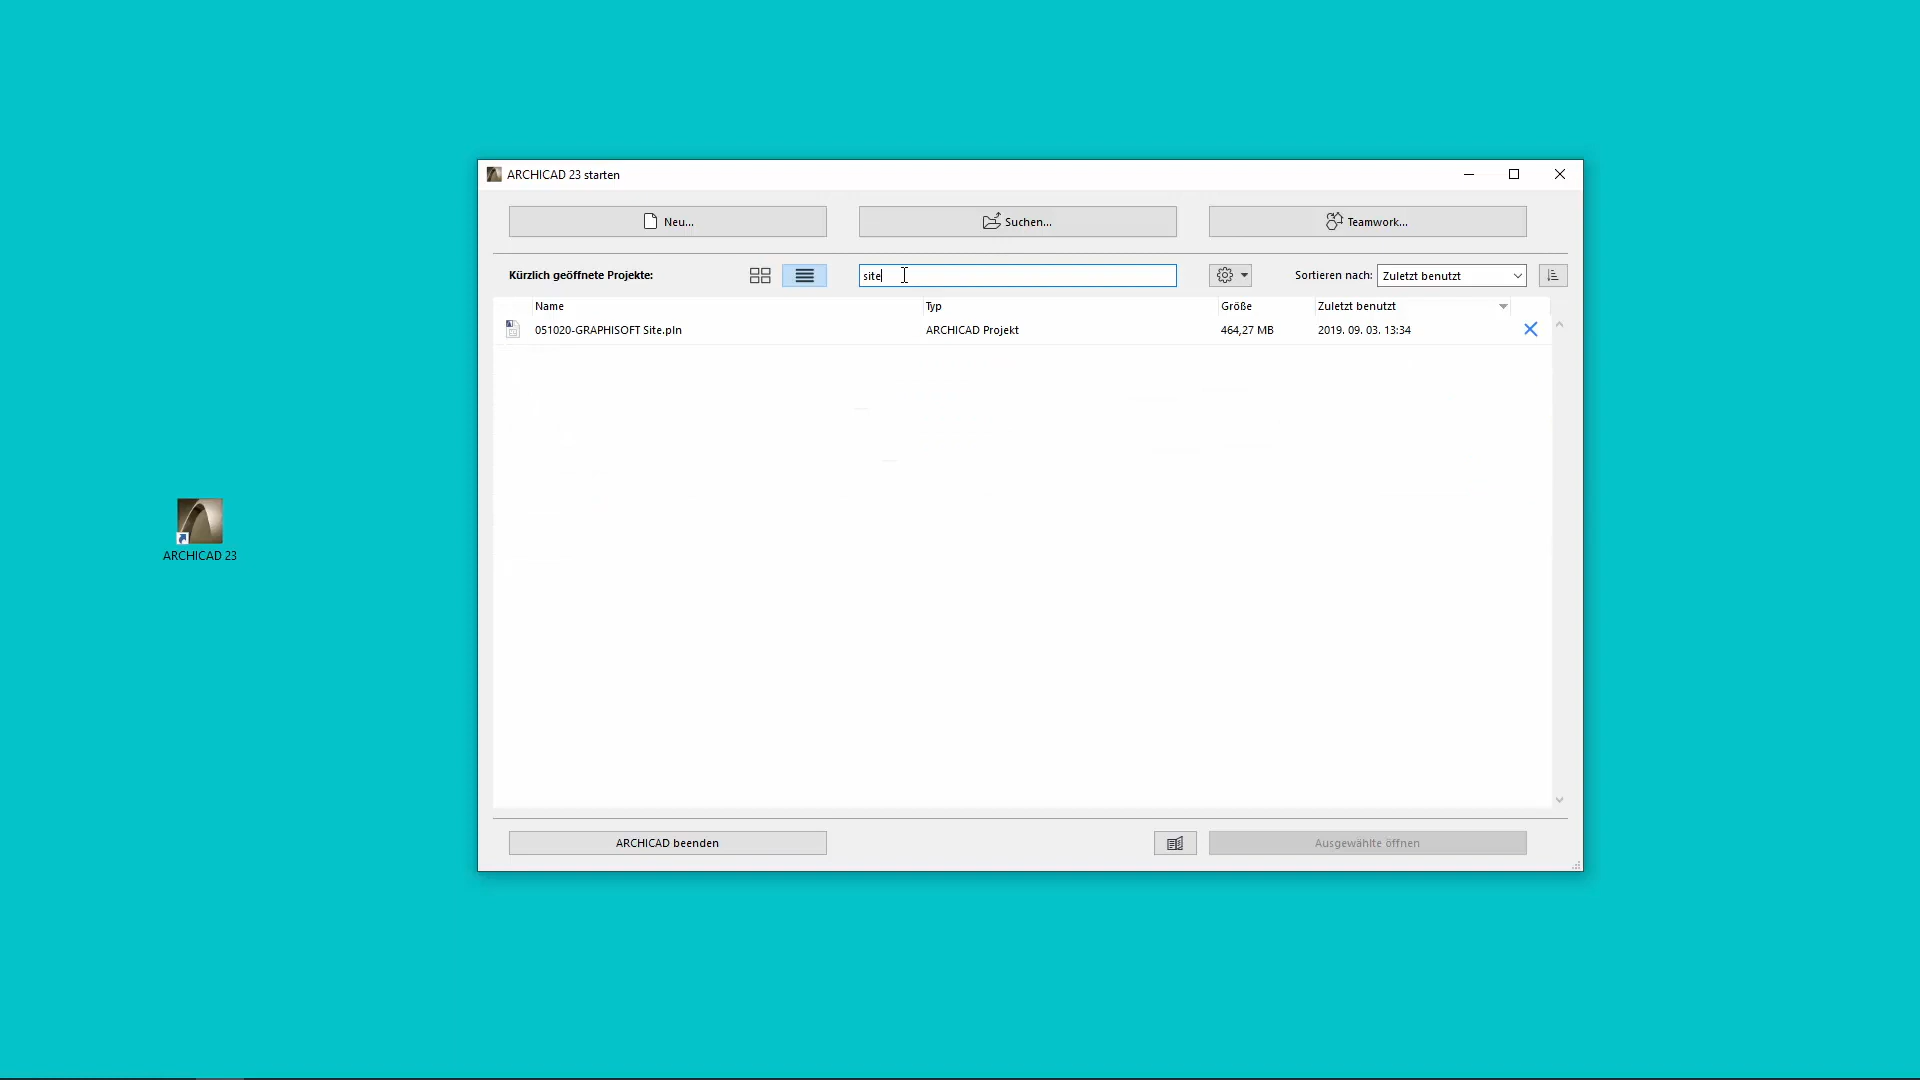 ARCHICAD 23 starten
Neu...
Suchen...
Teamwork...
Kürzlich geöffnete Projekte:
site
Sortieren nach: Zuletzt benutzt
Name Typ Größe Zuletzt benutzt
051020-GRAPHISOFT Site.pln ARCHICAD Projekt 464,27 MB 2019. 09. 03. 13:34
ARCHICAD 23
ARCHICAD beenden
Ausgewählte öffnen